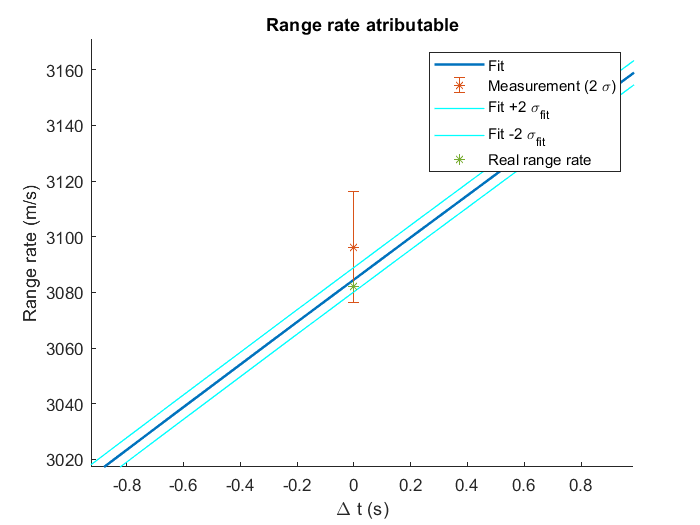 Range rate atributable
Range rate (m/s)
3160
3140
3120
3100
3080
3060
3040
3020
-0.8 -0.6 -0.4 -0.2 0 0.2 0.4 0.6 0.8
Δ t (s)
Fit
Measurement (2 σ)
Fit +2 σfit
Fit -2 σfit
Real range rate